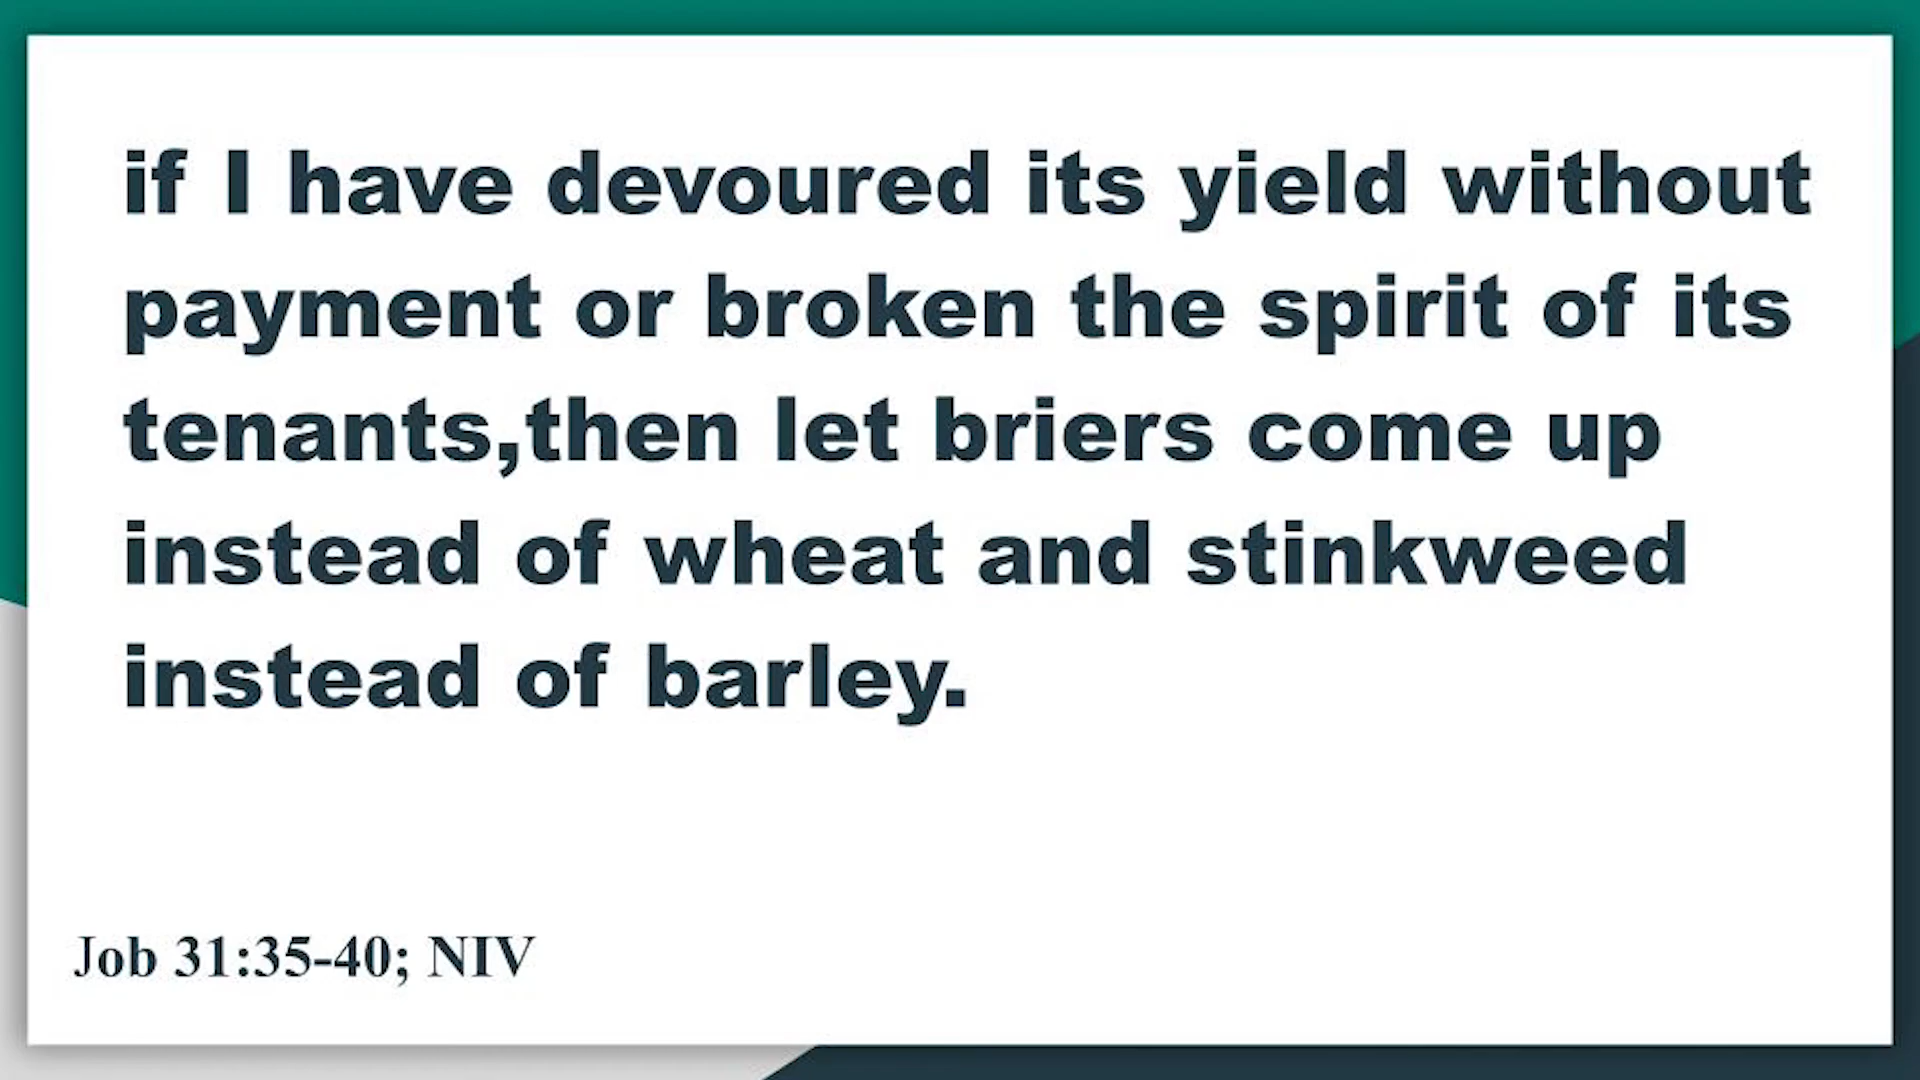 if I have devoured its yield without
payment or broken the spirit of its
tenants,then let briers come up
instead of wheat and stinkweed
instead of barley.
Job 31:35-40; NIV